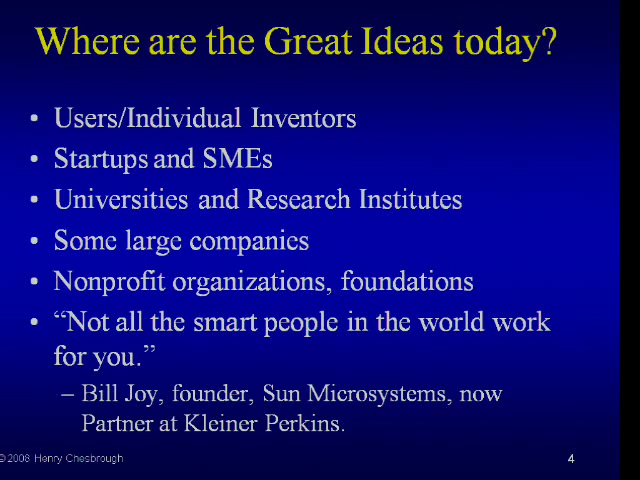 Where are the Great Ideas today?
• Users/Individual Inventors
• Startups and SMEs
• Universities and Research Institutes
• Some large companies
• Nonprofit organizations, foundations
• “Not all the smart people in the world work
for you.”
– Bill Joy, founder, Sun Microsystems, now
Partner at Kleiner Perkins.
© 2008 Henry Chesbrough
4